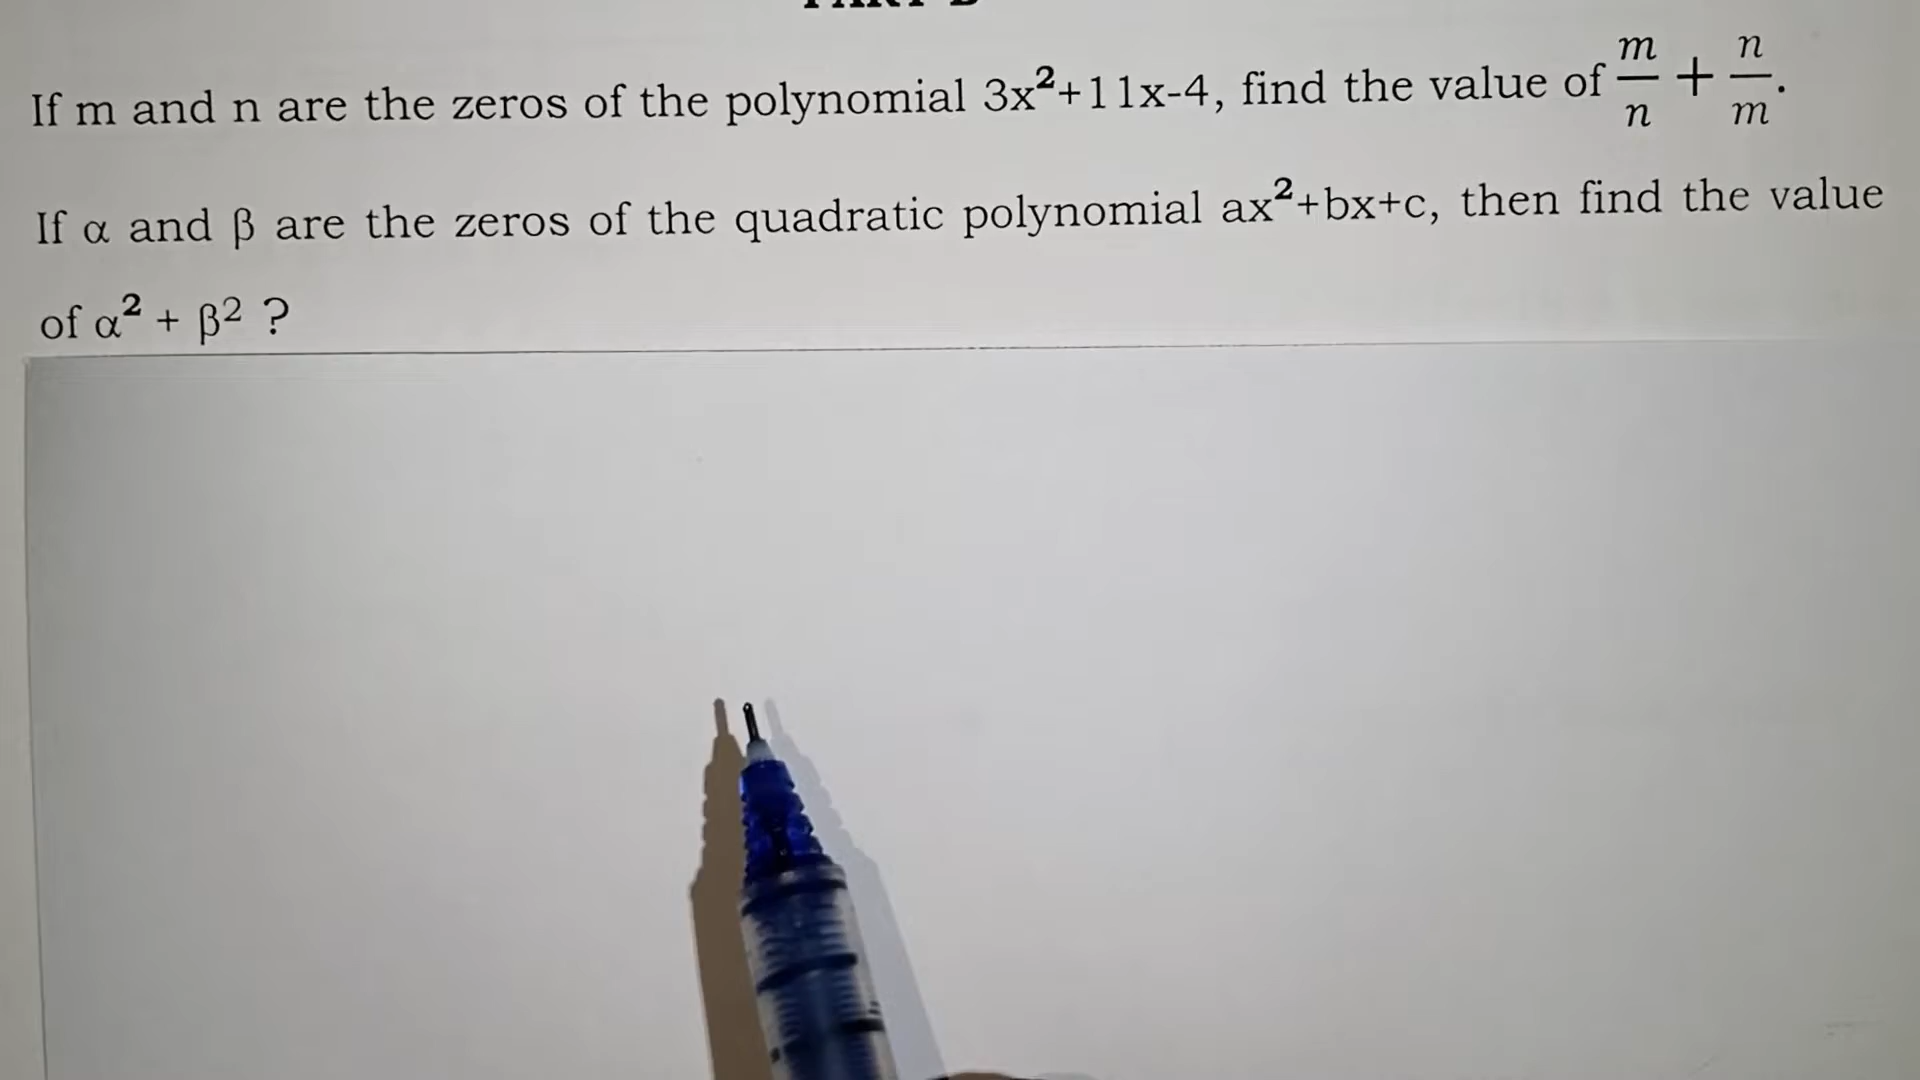 If m and n are the zeros of the polynomial 3x²+11x-4, find the value of m/n + n/m.
If α and β are the zeros of the quadratic polynomial ax²+bx+c, then find the value
of α² + β² ?